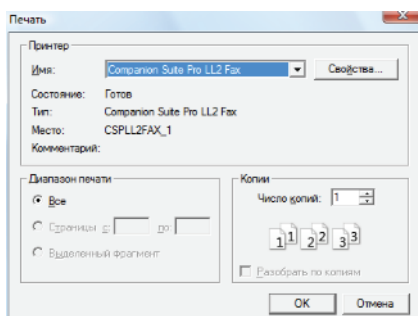 Печать
Принтер
Имя: Companion Suite Pro LL2 Fax Свойства...
Состояние: Готов
Тип: Companion Suite Pro LL2 Fax
Место: CSPLL2FAX_1
Комментарий:
Диапазон печати
Все
Страницы с: по:
Выделенный фрагмент
Копии
Число копий: 1
1 1 2 2 3 3
Разобрать по копиям
OK Отмена